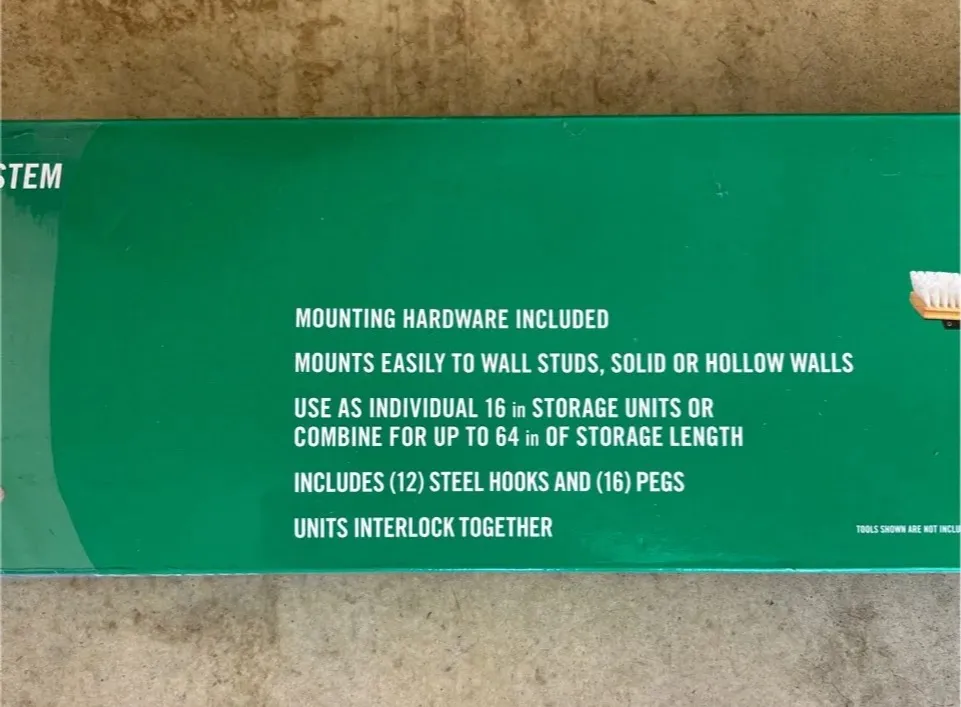 STEM
MOUNTING HARDWARE INCLUDED
MOUNTS EASILY TO WALL STUDS, SOLID OR HOLLOW WALLS
USE AS INDIVIDUAL 16 in STORAGE UNITS OR
COMBINE FOR UP TO 64 in OF STORAGE LENGTH
INCLUDES (12) STEEL HOOKS AND (16) PEGS
UNITS INTERLOCK TOGETHER
TOOLS SHOWN ARE NOT INCLU